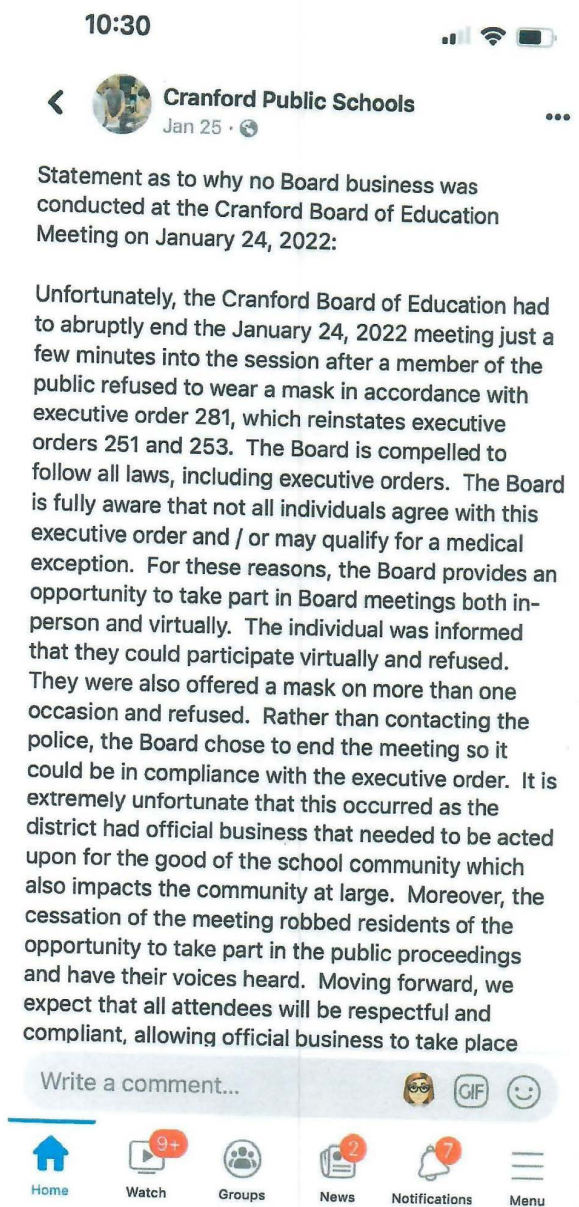 10:30
Cranford Public Schools
Jan 25 ·
Statement as to why no Board business was
conducted at the Cranford Board of Education
Meeting on January 24, 2022:
Unfortunately, the Cranford Board of Education had
to abruptly end the January 24, 2022 meeting just a
few minutes into the session after a member of the
public refused to wear a mask in accordance with
executive order 281, which reinstates executive
orders 251 and 253.  The Board is compelled to
follow all laws, including executive orders.  The Board
is fully aware that not all individuals agree with this
executive order and / or may qualify for a medical
exception.  For these reasons, the Board provides an
opportunity to take part in Board meetings both in-
person and virtually.  The individual was informed
that they could participate virtually and refused.
They were also offered a mask on more than one
occasion and refused.  Rather than contacting the
police, the Board chose to end the meeting so it
could be in compliance with the executive order.  It is
extremely unfortunate that this occurred as the
district had official business that needed to be acted
upon for the good of the school community which
also impacts the community at large.  Moreover, the
cessation of the meeting robbed residents of the
opportunity to take part in the public proceedings
and have their voices heard.  Moving forward, we
expect that all attendees will be respectful and
compliant, allowing official business to take place
Write a comment...
GIF
9+ 2 7
Home Watch Groups News Notifications Menu